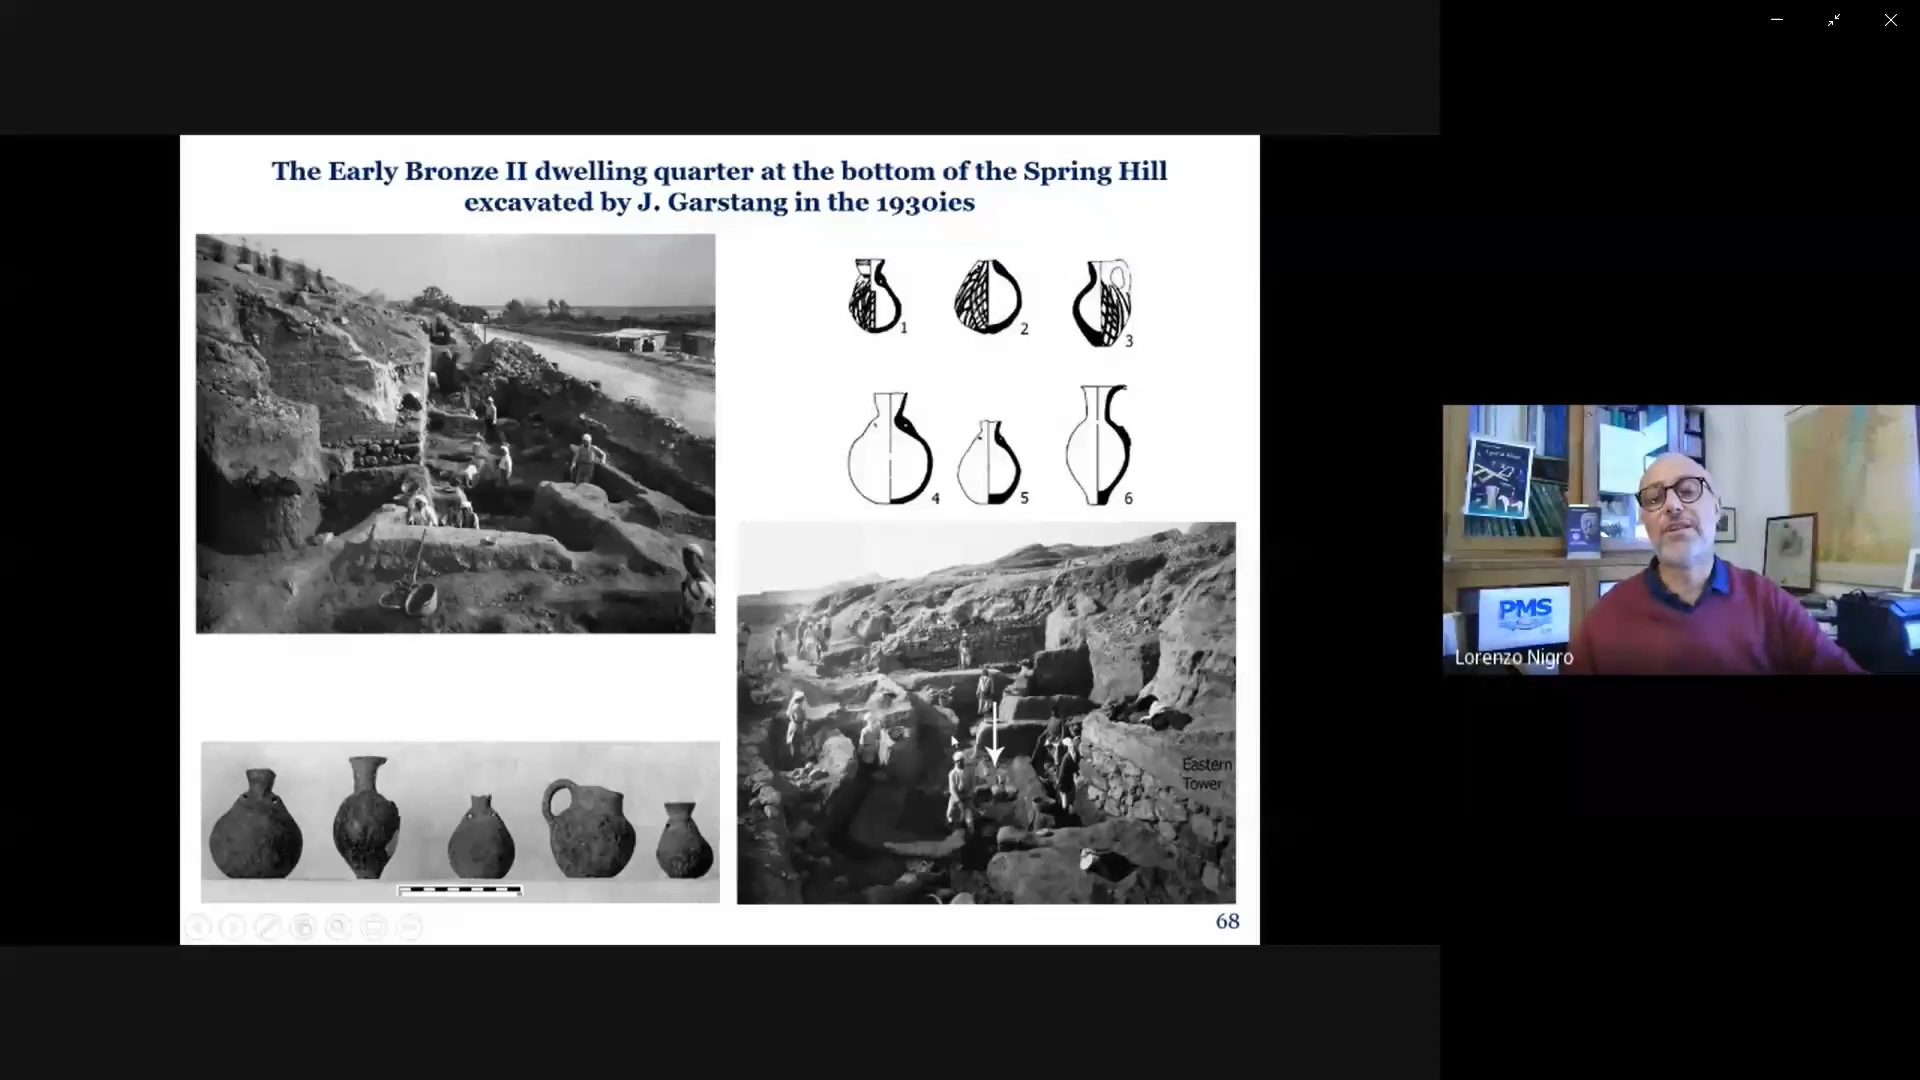 The Early Bronze II dwelling quarter at the bottom of the Spring Hill
excavated by J. Garstang in the 1930ies
1
2
3
4
5
6
Eastern
Tower
68
PMS
Lorenzo Nigro